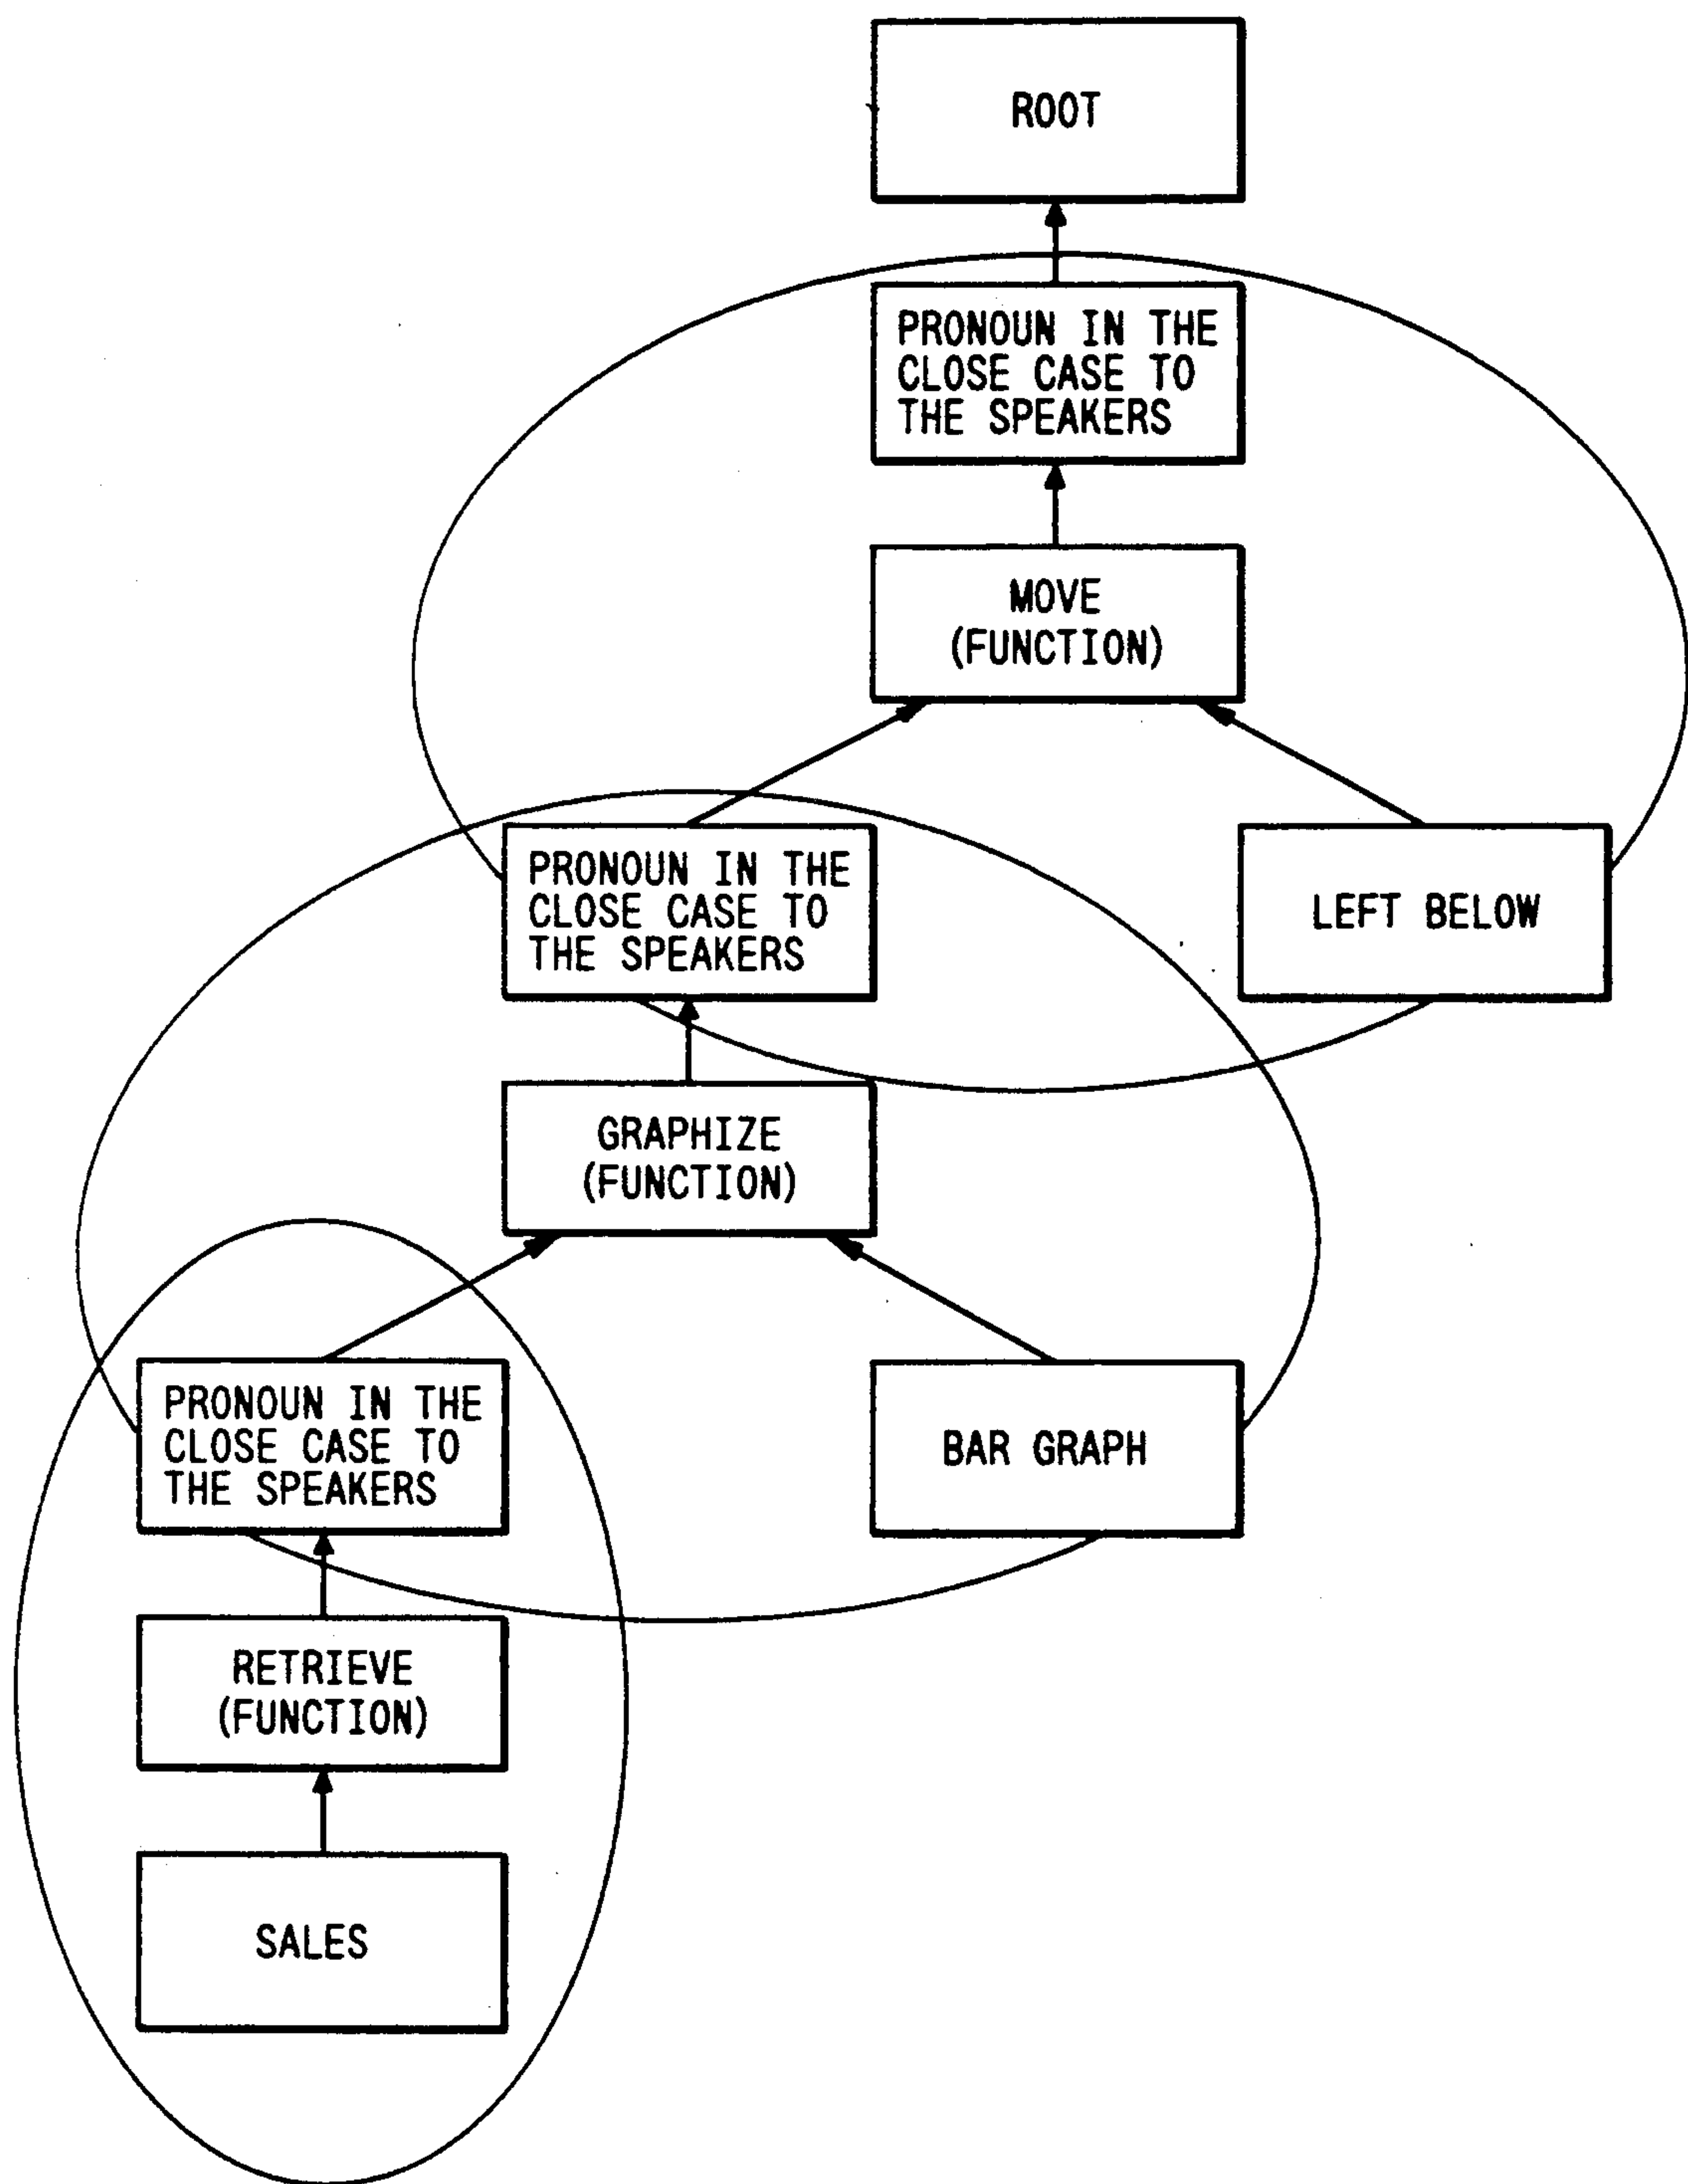 ROOT
PRONOUN IN THE
CLOSE CASE TO
THE SPEAKERS
MOVE
(FUNCTION)
PRONOUN IN THE
CLOSE CASE TO
THE SPEAKERS
LEFT BELOW
GRAPHIZE
(FUNCTION)
PRONOUN IN THE
CLOSE CASE TO
THE SPEAKERS
BAR GRAPH
RETRIEVE
(FUNCTION)
SALES